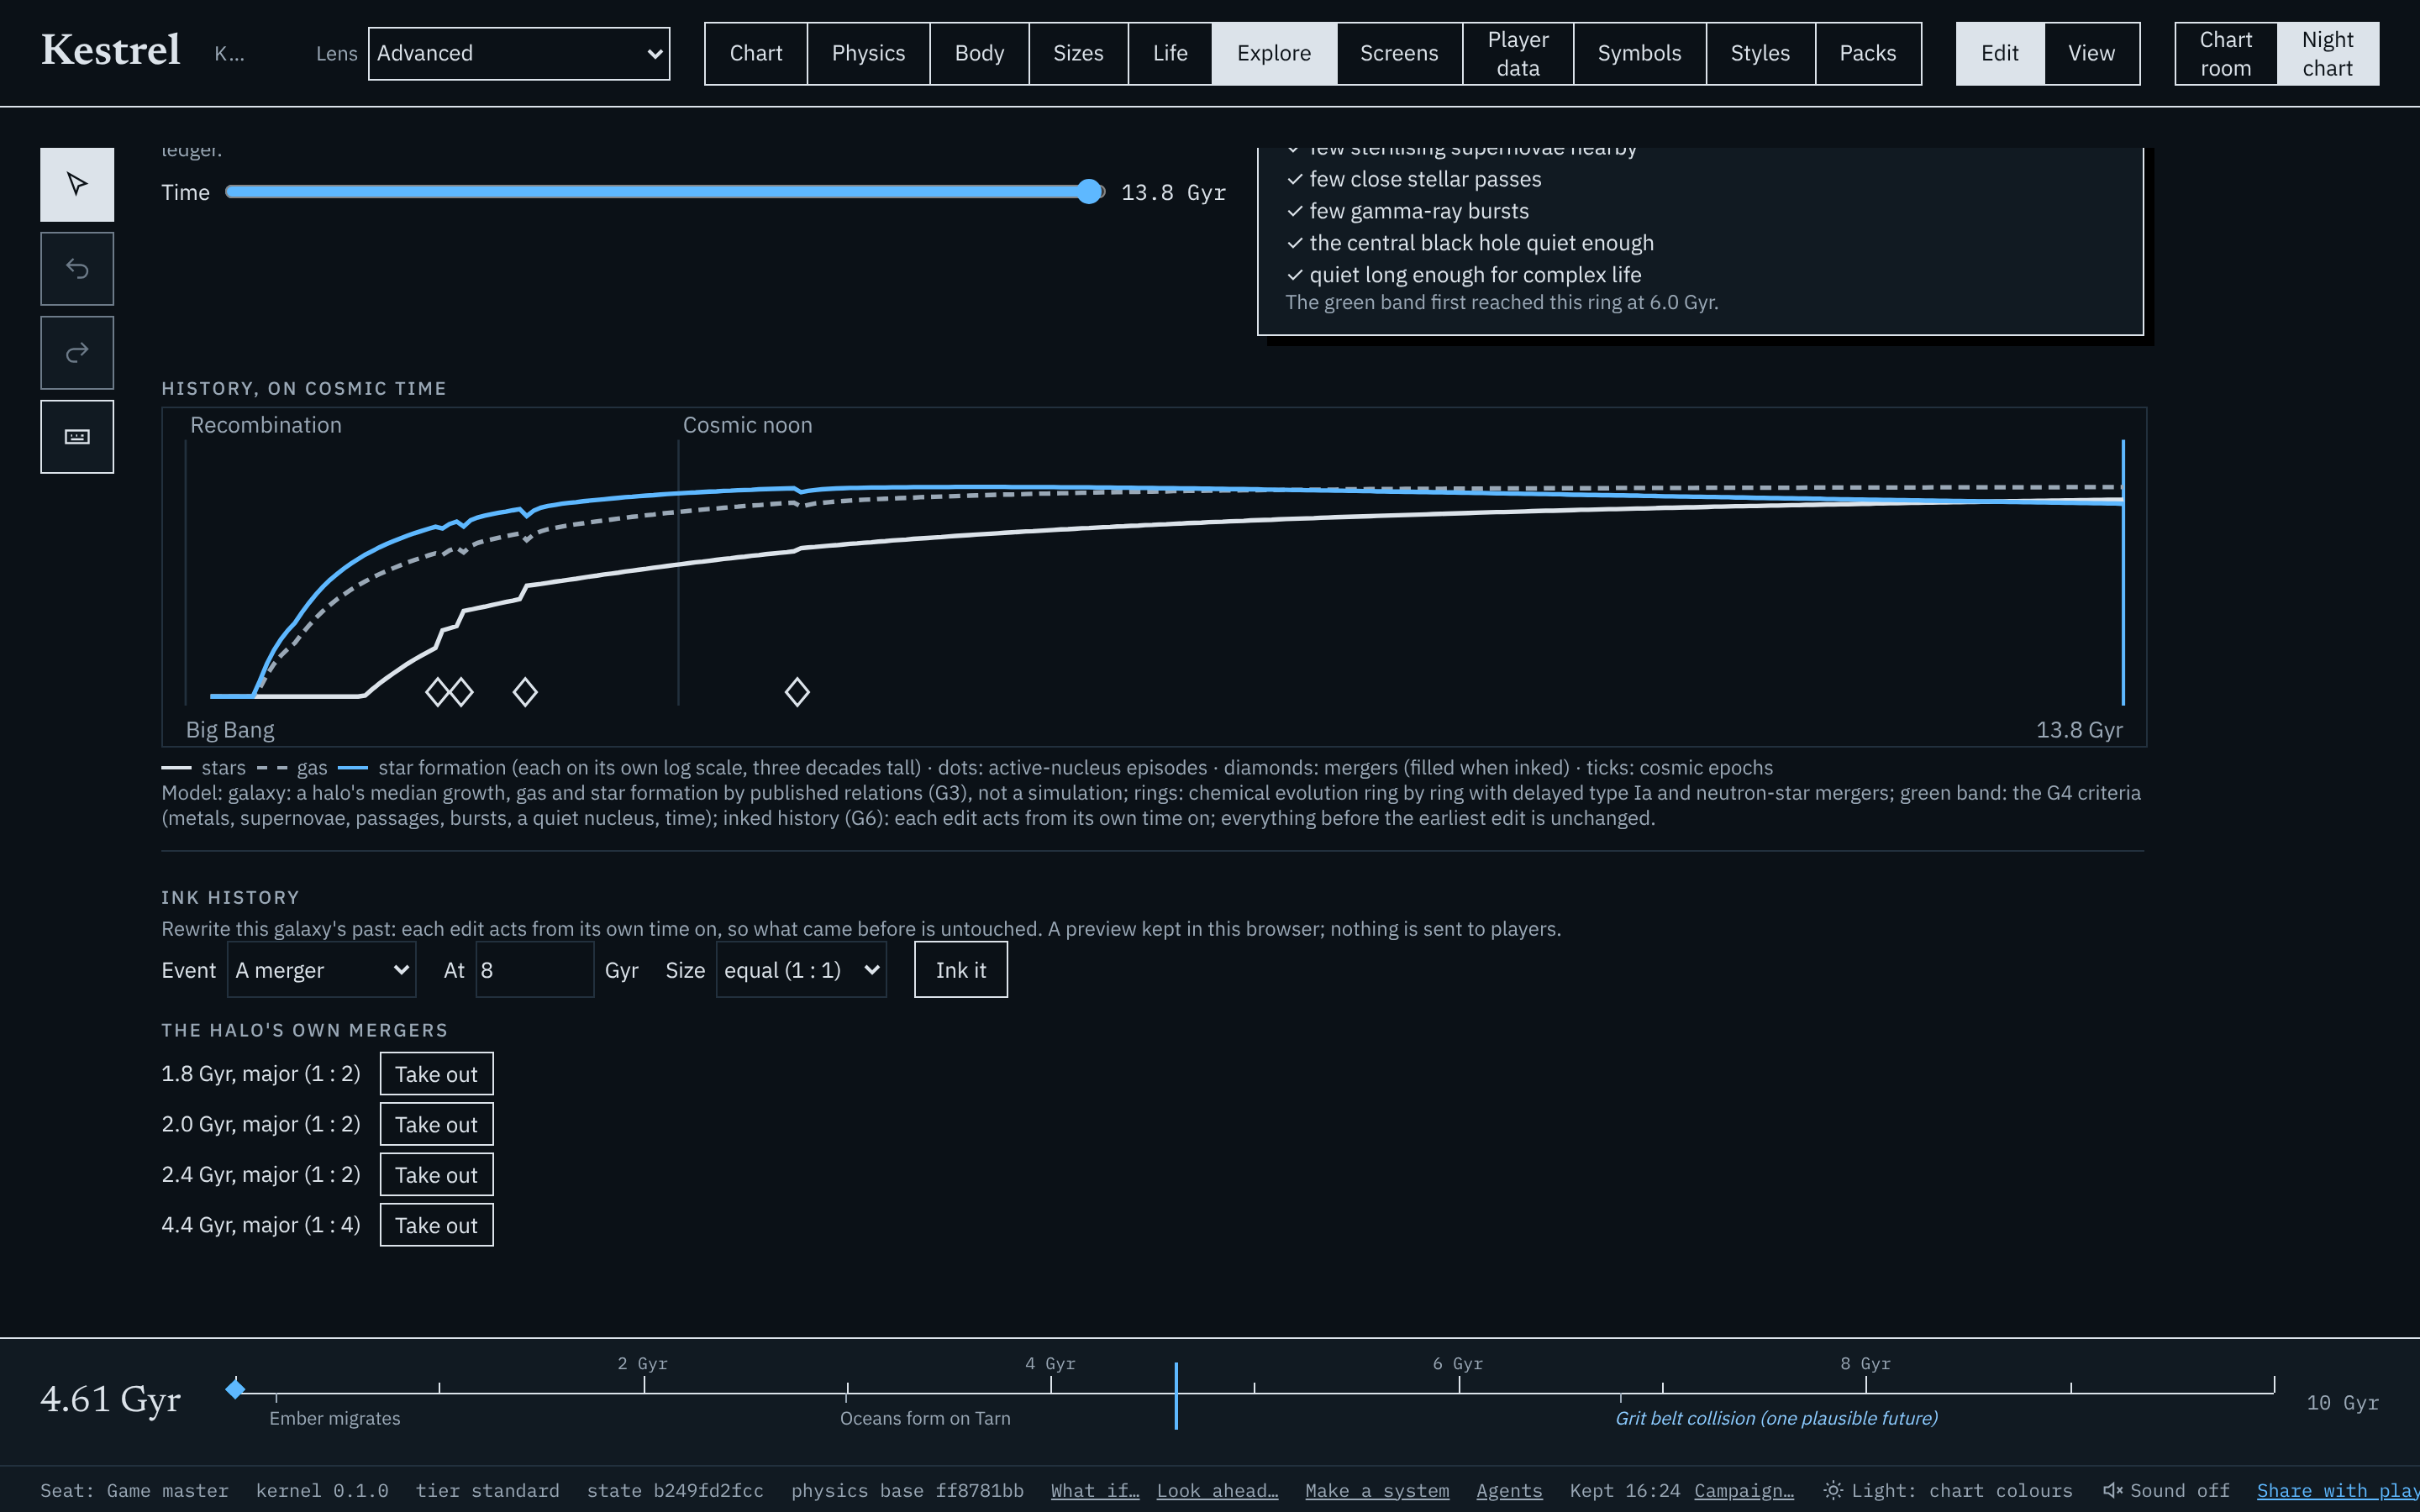 Kestrel K... Lens Advanced Chart Physics Body Sizes Life Explore Screens Player data Symbols Styles Packs Edit View Chart room Night chart
ledger.
Time 13.8 Gyr
✓ few sterilising supernovae nearby
✓ few close stellar passes
✓ few gamma-ray bursts
✓ the central black hole quiet enough
✓ quiet long enough for complex life
The green band first reached this ring at 6.0 Gyr.
HISTORY, ON COSMIC TIME
Recombination Cosmic noon
Big Bang 13.8 Gyr
stars gas star formation (each on its own log scale, three decades tall) · dots: active-nucleus episodes · diamonds: mergers (filled when inked) · ticks: cosmic epochs
Model: galaxy: a halo's median growth, gas and star formation by published relations (G3), not a simulation; rings: chemical evolution ring by ring with delayed type Ia and neutron-star mergers; green band: the G4 criteria
(metals, supernovae, passages, bursts, a quiet nucleus, time); inked history (G6): each edit acts from its own time on; everything before the earliest edit is unchanged.
INK HISTORY
Rewrite this galaxy's past: each edit acts from its own time on, so what came before is untouched. A preview kept in this browser; nothing is sent to players.
Event A merger At 8 Gyr Size equal (1 : 1) Ink it
THE HALO'S OWN MERGERS
1.8 Gyr, major (1 : 2) Take out
2.0 Gyr, major (1 : 2) Take out
2.4 Gyr, major (1 : 2) Take out
4.4 Gyr, major (1 : 4) Take out
2 Gyr 4 Gyr 6 Gyr 8 Gyr
4.61 Gyr 10 Gyr
Ember migrates Oceans form on Tarn Grit belt collision (one plausible future)
Seat: Game master kernel 0.1.0 tier standard state b249fd2fcc physics base ff8781bb What if… Look ahead… Make a system Agents Kept 16:24 Campaign… Light: chart colours Sound off Share with play